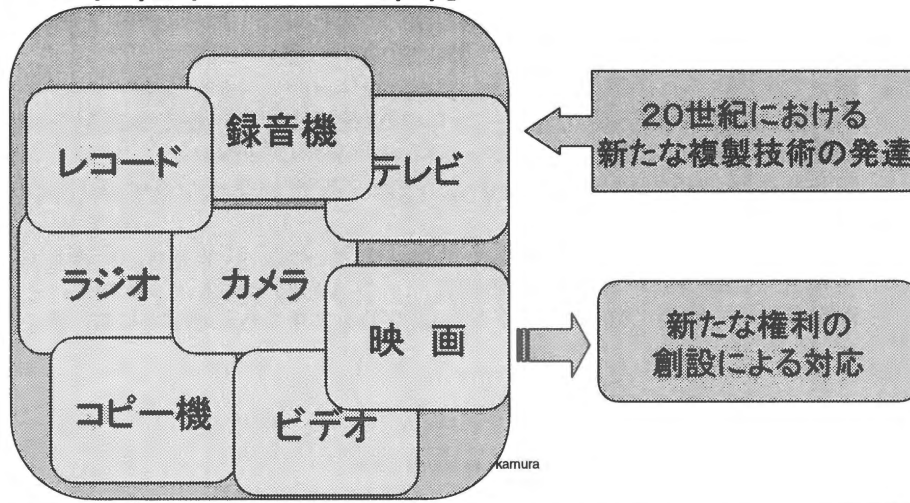 録音機
レコード
テレビ
ラジオ
カメラ
映 画
コピー機
ビデオ
kamura
20世紀における
新たな複製技術の発達
新たな権利の
創設による対応